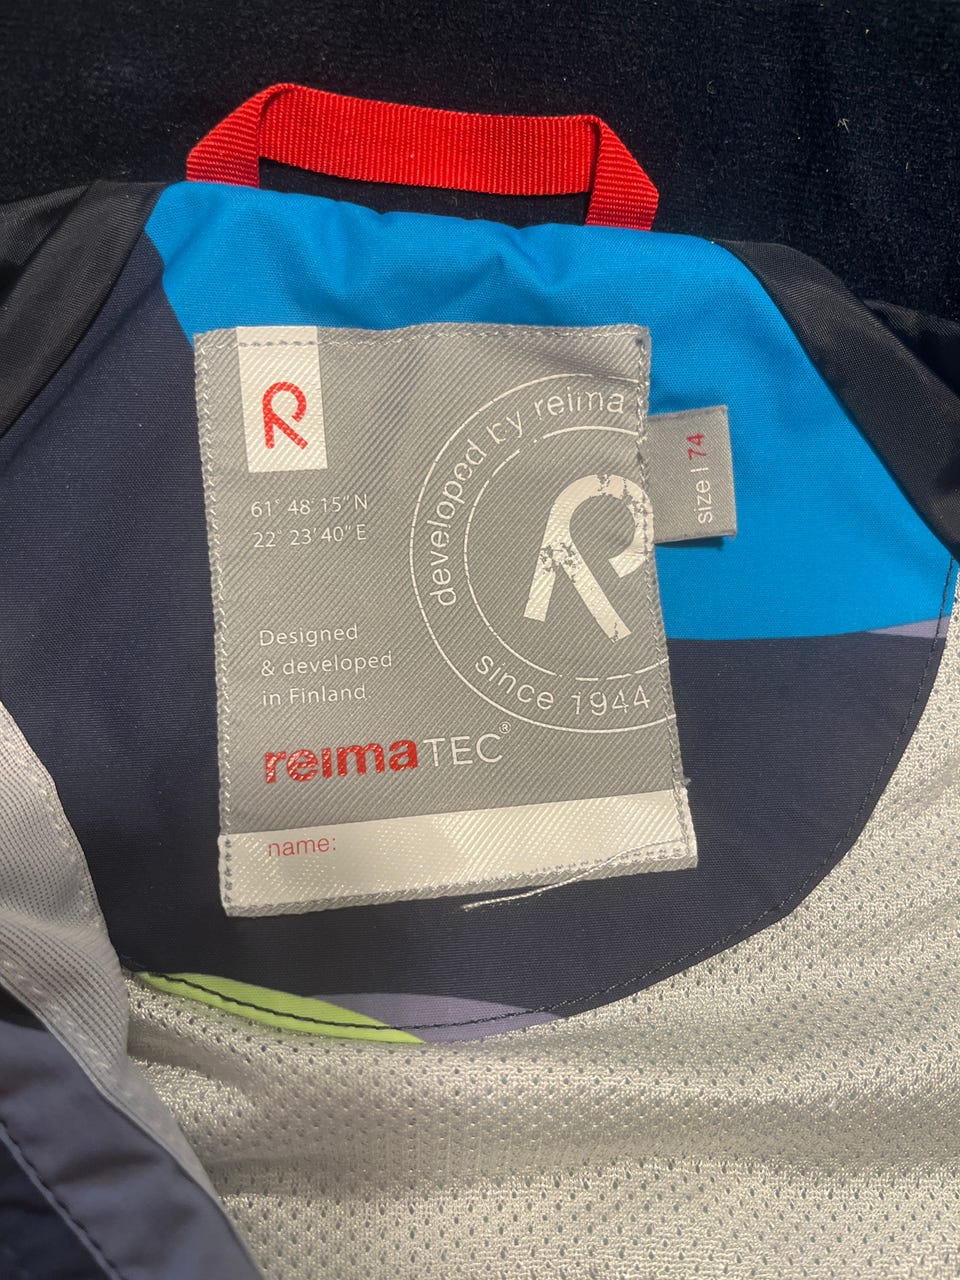 R
61° 48' 15" N
22° 23' 40" E
developed by reima
since 1944
Designed
& developed
in Finland
reimaTEC®
name:
size | 74